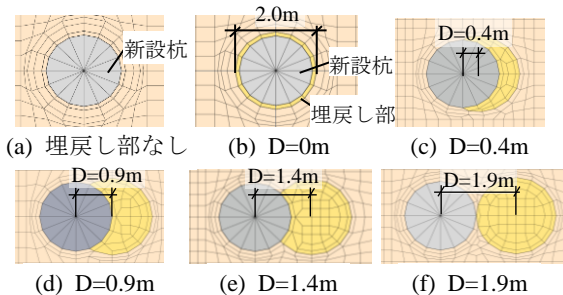 新設杭
2.0m
新設杭
埋戻し部
D=0.4m
(a) 埋戻し部なし
(b) D=0m
(c) D=0.4m
D=0.9m
D=1.4m
D=1.9m
(d) D=0.9m
(e) D=1.4m
(f) D=1.9m